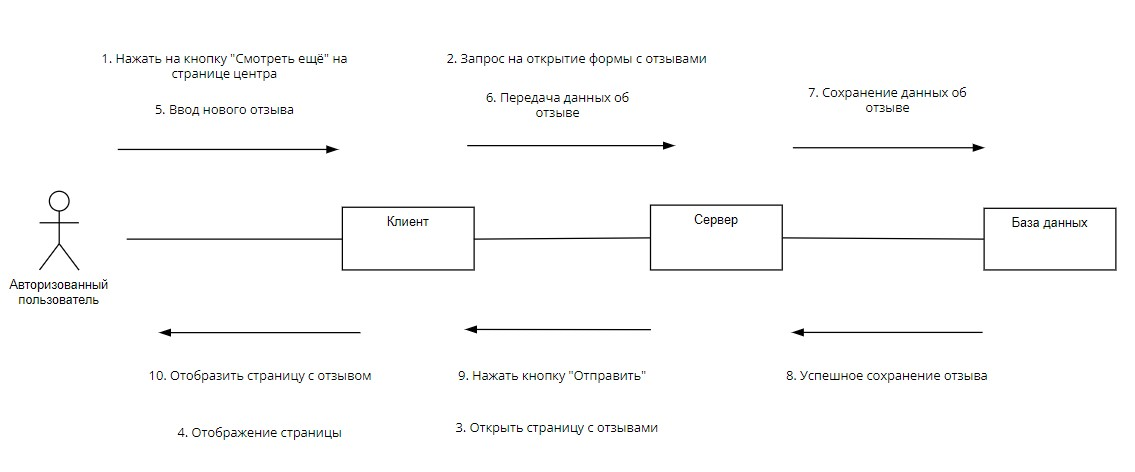 1. Нажать на кнопку "Смотреть ещё" на
странице центра
2. Запрос на открытие формы с отзывами
5. Ввод нового отзыва
6. Передача данных об
отзыве
7. Сохранение данных об
отзыве
Клиент
Сервер
База данных
Авторизованный
пользователь
10. Отобразить страницу с отзывом
9. Нажать кнопку "Отправить"
8. Успешное сохранение отзыва
4. Отображение страницы
3. Открыть страницу с отзывами